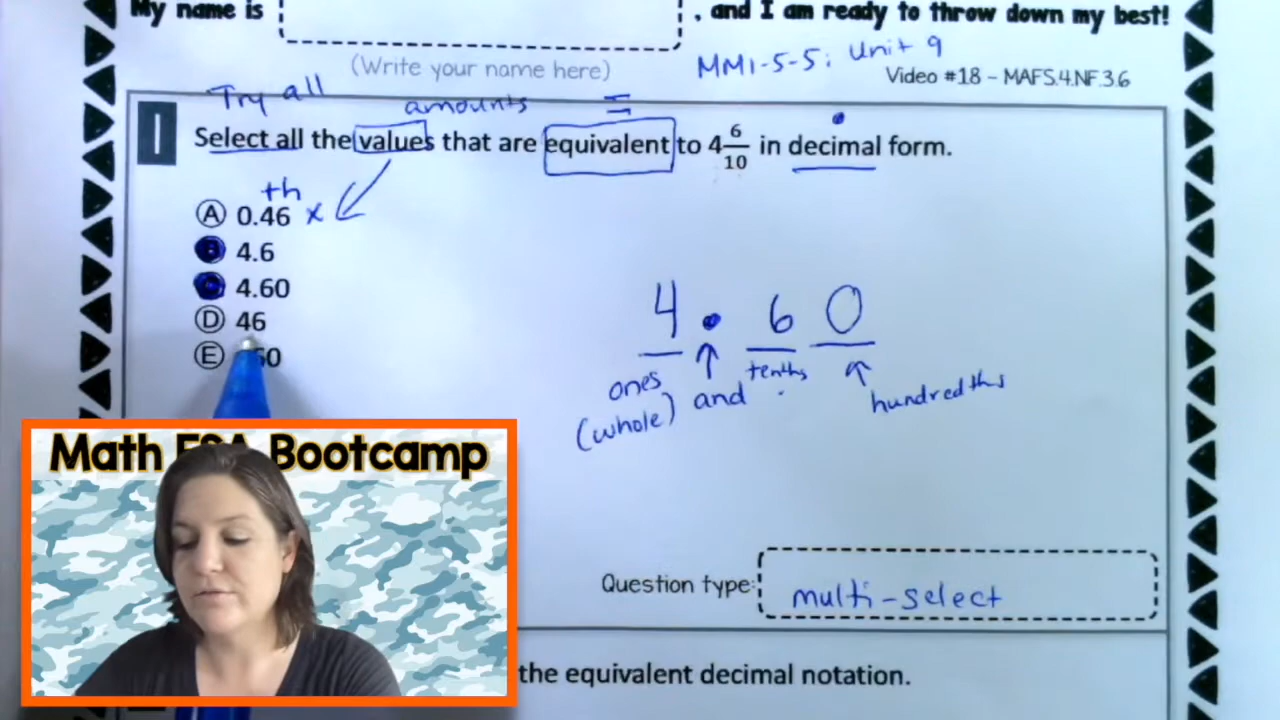 My name is , and I am ready to throw down my best!
(Write your name here)
MM1-5-5: Unit 9
Video #18 – MAFS.4.NF.3.6
Try all amounts =
1 Select all the values that are equivalent to 4 6/10 in decimal form.
th
A 0.46 x
B 4.6
C 4.60
D 46
E 60
4 . 6 0
ones and tenths hundredths
(whole)
Math FSA Bootcamp
Question type: multi-select
the equivalent decimal notation.